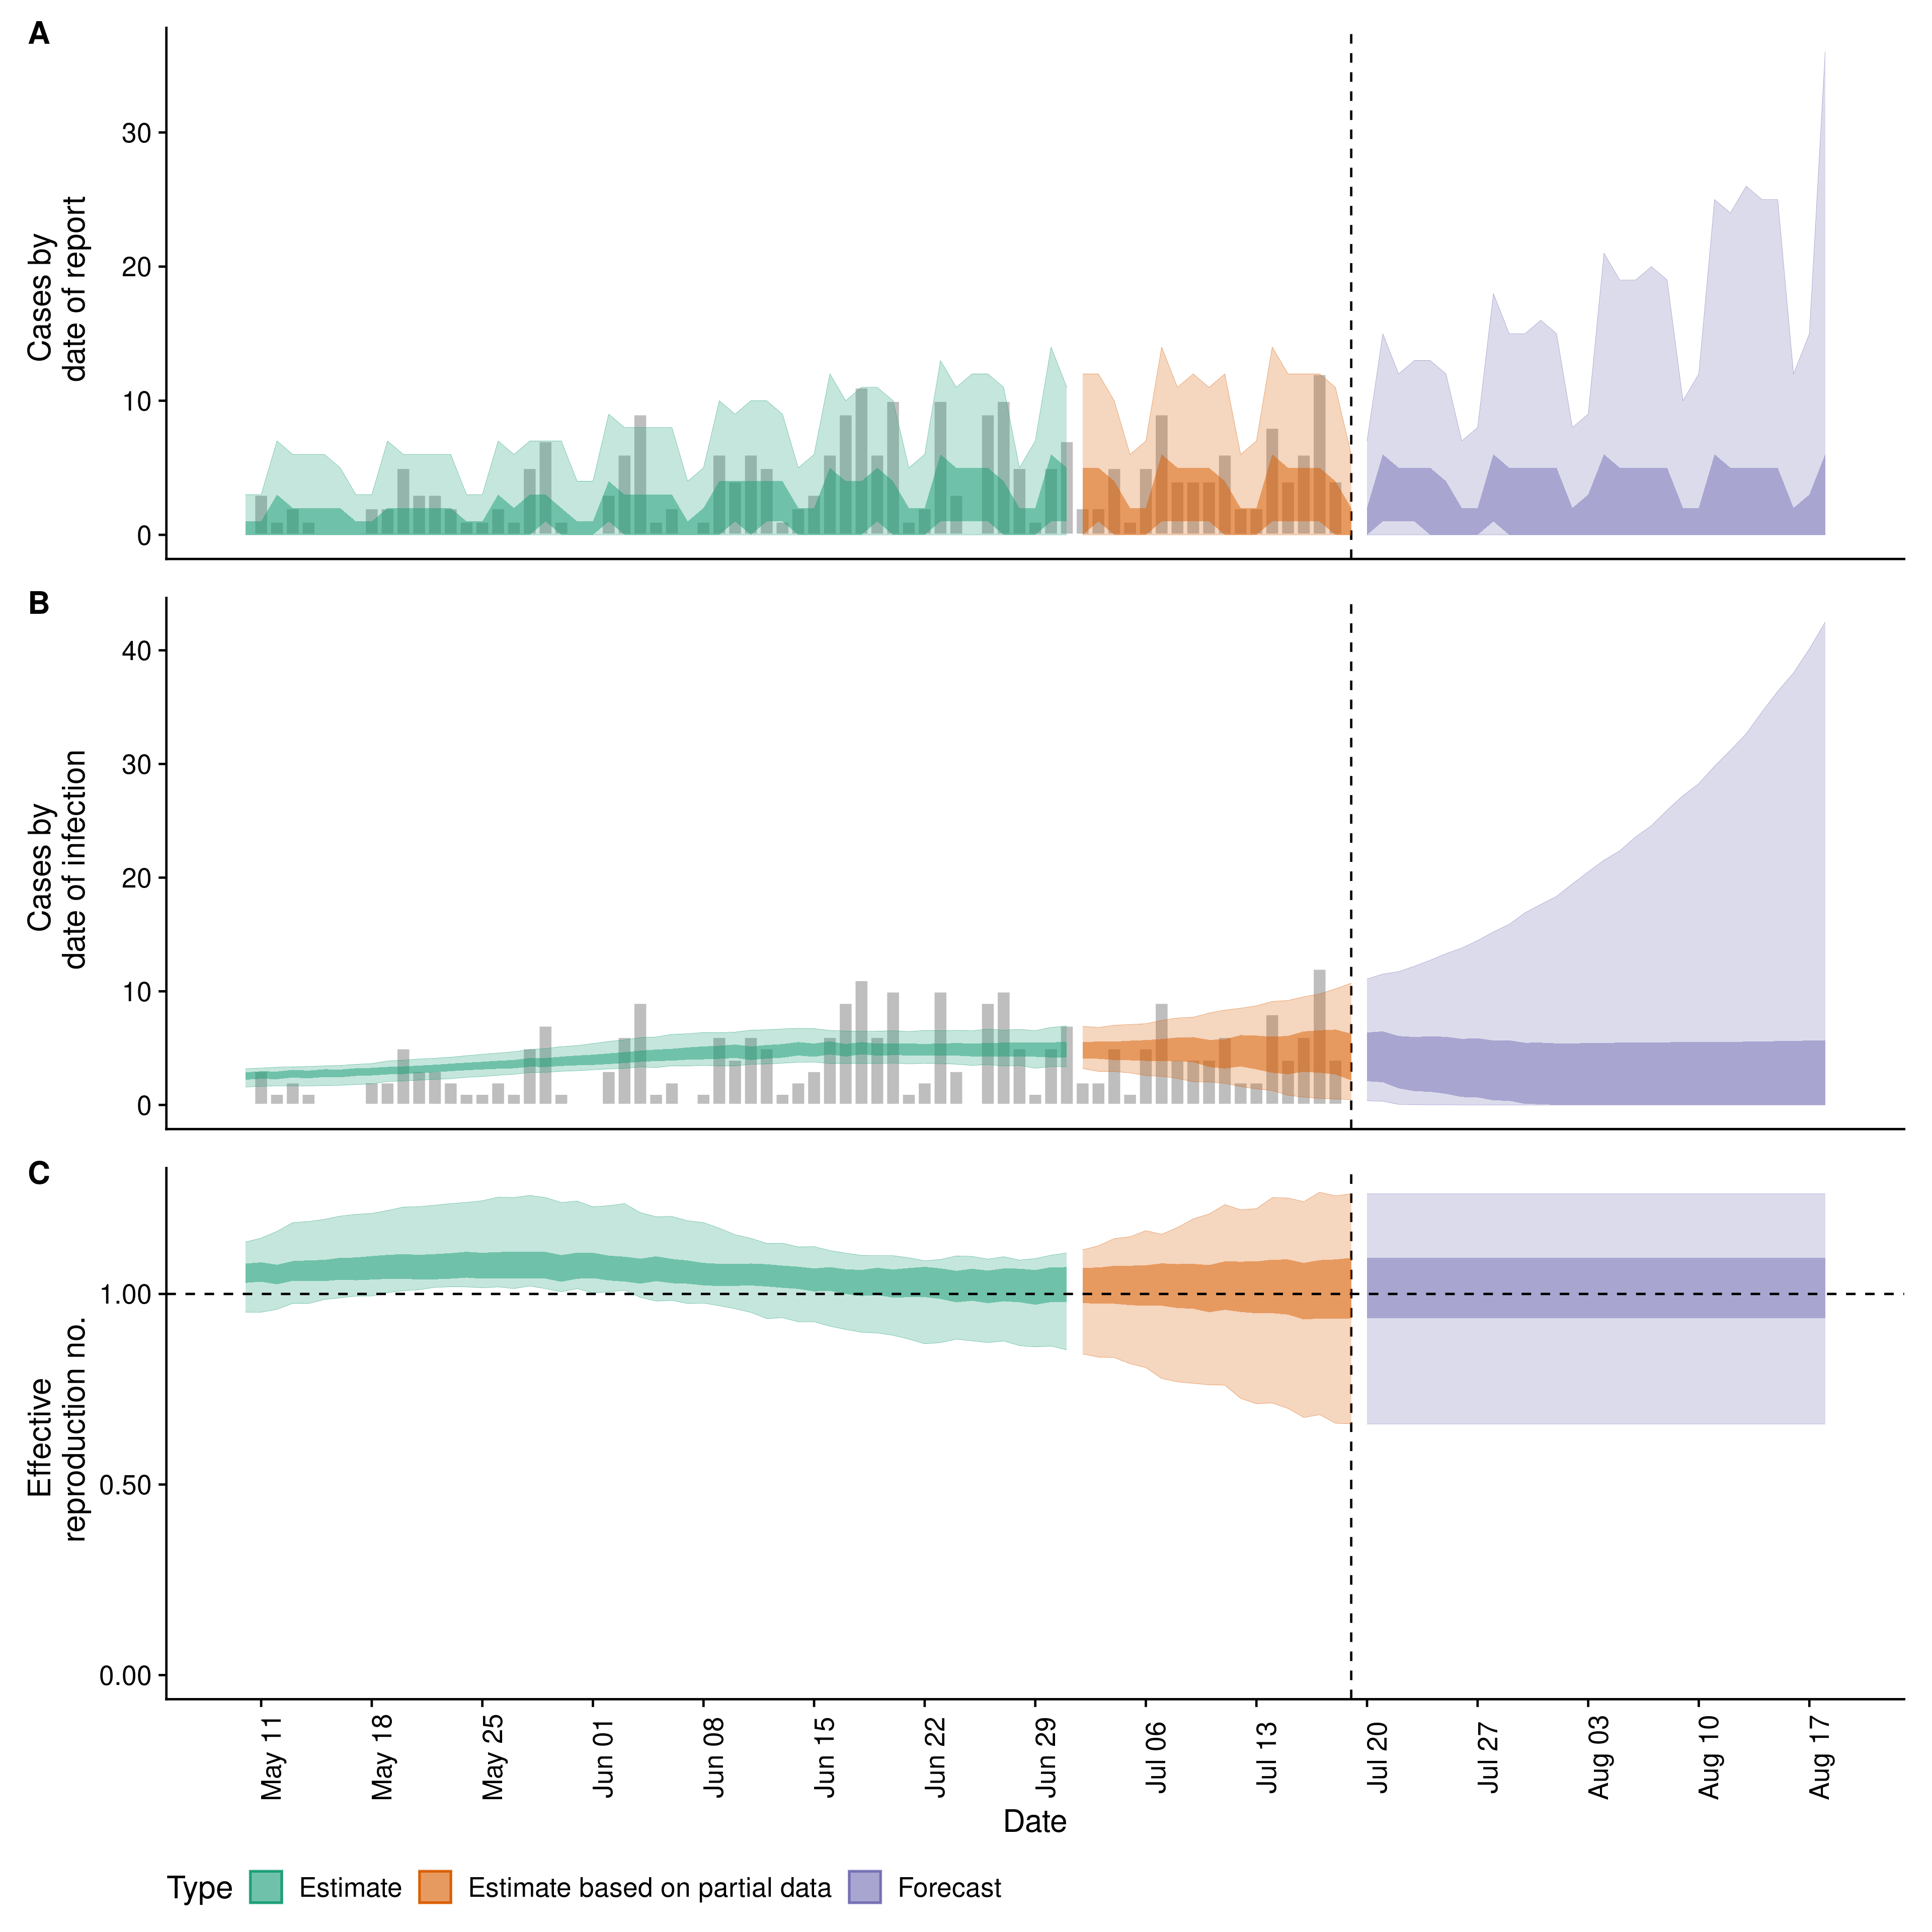 A
Cases by
date of report
30
20
10
0
B
Cases by
date of infection
40
30
20
10
0
C
Effective
reproduction no.
1.00
0.50
0.00
May 11
May 18
May 25
Jun 01
Jun 08
Jun 15
Jun 22
Jun 29
Jul 06
Jul 13
Jul 20
Jul 27
Aug 03
Aug 10
Aug 17
Date
Type Estimate Estimate based on partial data Forecast